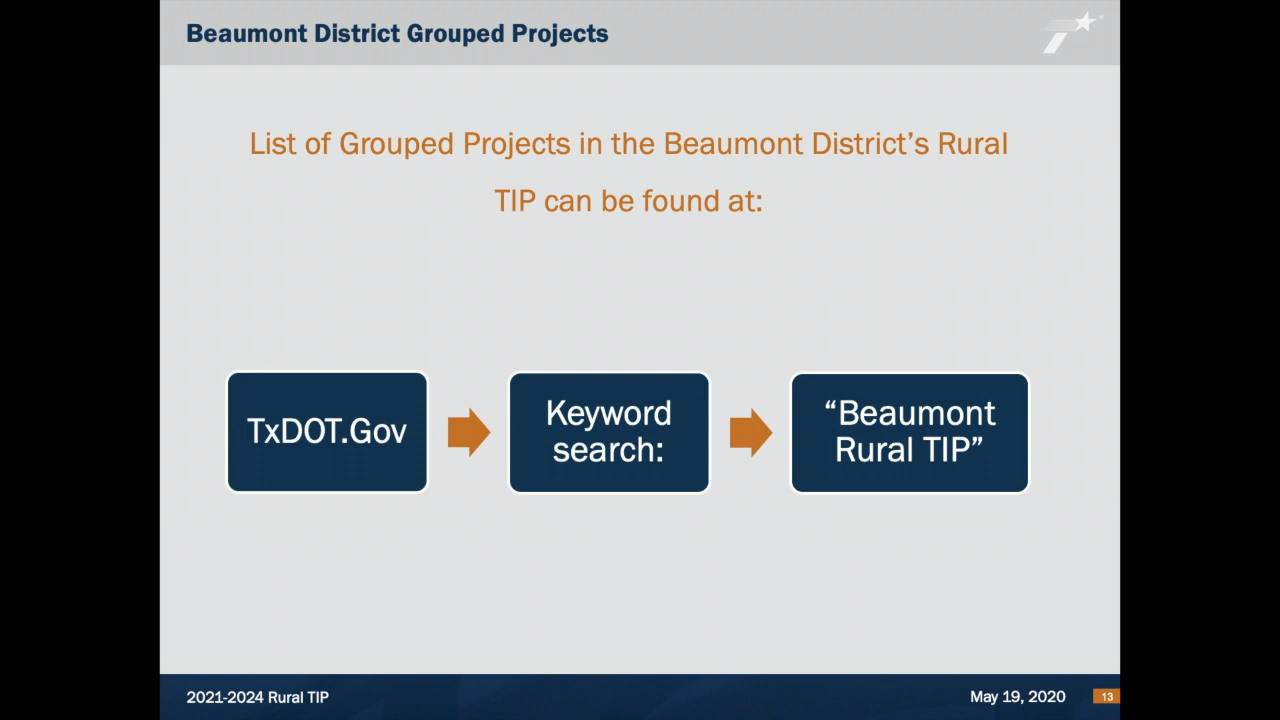 Beaumont District Grouped Projects
List of Grouped Projects in the Beaumont District’s Rural
TIP can be found at:
TxDOT.Gov
Keyword
search:
“Beaumont
Rural TIP”
2021-2024 Rural TIP
May 19, 2020
13